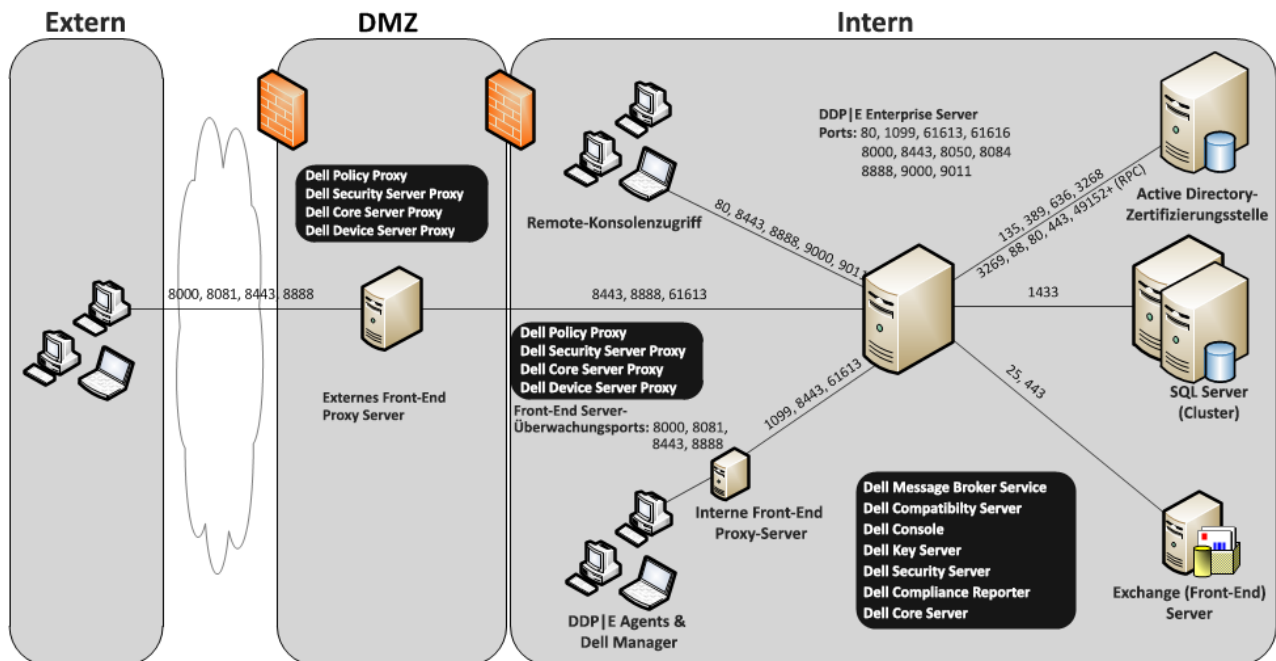 Extern
DMZ
Intern
DDP|E Enterprise Server
Ports: 80, 1099, 61613, 61616
8000, 8443, 8050, 8084
8888, 9000, 9011
Dell Policy Proxy
Dell Security Server Proxy
Dell Core Server Proxy
Dell Device Server Proxy
Remote-Konsolenzugriff
80, 8443, 8888, 9000, 9011
135, 389, 636, 3268
3269, 88, 80, 443, 49152+ (RPC)
Active Directory-
Zertifizierungsstelle
8000, 8081, 8443, 8888
8443, 8888, 61613
1433
Externes Front-End
Proxy Server
Dell Policy Proxy
Dell Security Server Proxy
Dell Core Server Proxy
Dell Device Server Proxy
Front-End Server-
Überwachungsports: 8000, 8081,
8443, 8888
1099, 8443, 61613
25, 443
SQL Server
(Cluster)
Interne Front-End
Proxy-Server
DDP|E Agents &
Dell Manager
Dell Message Broker Service
Dell Compatibilty Server
Dell Console
Dell Key Server
Dell Security Server
Dell Compliance Reporter
Dell Core Server
Exchange (Front-End)
Server